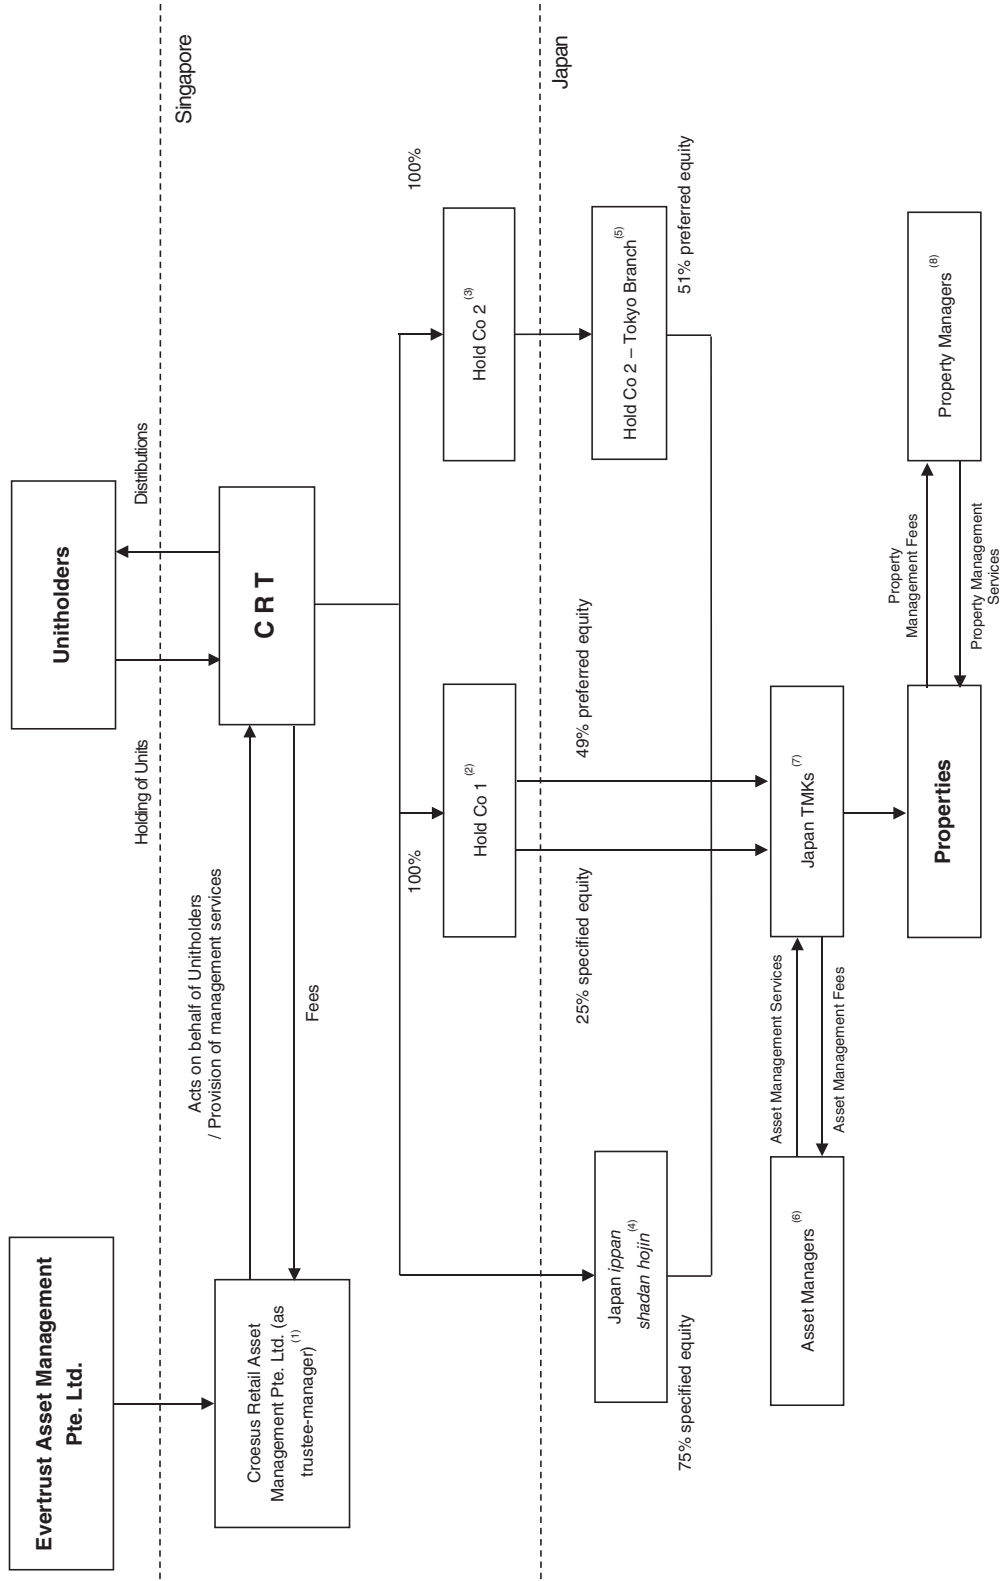 Evertrust Asset Management
Pte. Ltd.
Unitholders
Holding of Units
Distributions
Singapore
Acts on behalf of Unitholders
/ Provision of management services
Croesus Retail Asset
Management Pte. Ltd. (as
trustee-manager) (1)
C R T
Fees
100%
100%
Hold Co 1 (2)
Hold Co 2 (3)
Japan
25% specified equity
49% preferred equity
Japan ippan
shadan hojin (4)
Hold Co 2 – Tokyo Branch (5)
75% specified equity
51% preferred equity
Asset Management Services
Asset Managers (6)
Japan TMKs (7)
Asset Management Fees
Property
Management Fees
Properties
Property Managers (8)
Property Management
Services